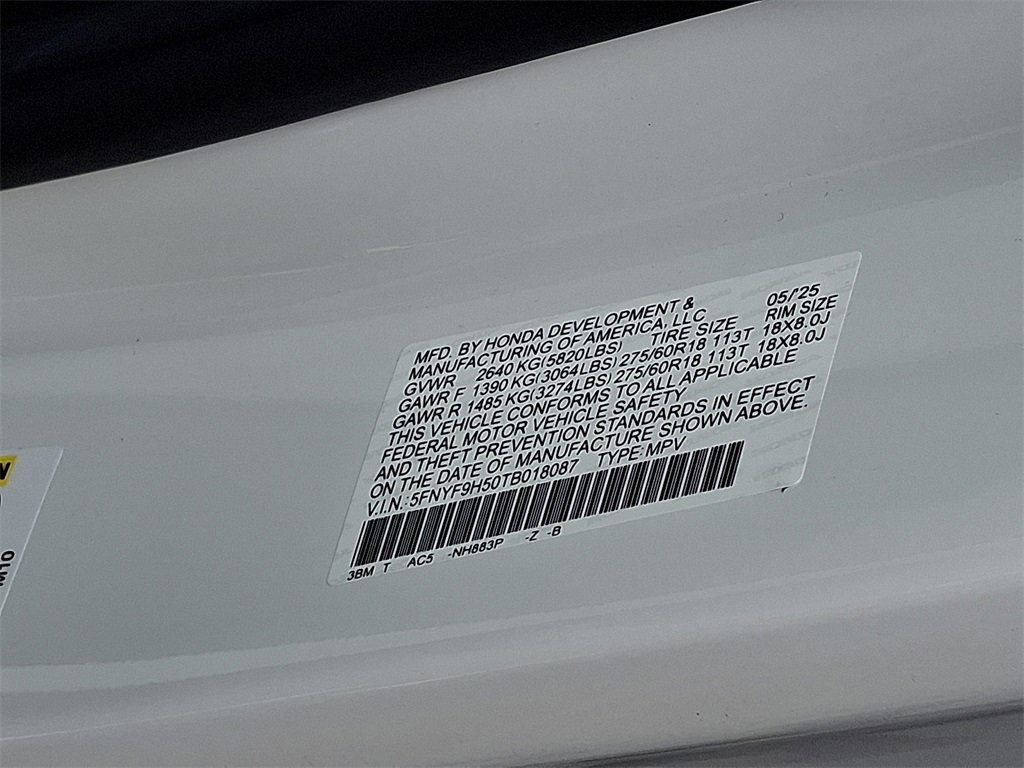 MFD. BY HONDA DEVELOPMENT &
MANUFACTURING OF AMERICA, LLC 05/'25
GVWR 2640 KG(5820LBS) TIRE SIZE RIM SIZE
GAWR F 1390 KG(3064LBS) 275/60R18 113T 18X8.0J
GAWR R 1485 KG(3274LBS) 275/60R18 113T 18X8.0J
THIS VEHICLE CONFORMS TO ALL APPLICABLE
FEDERAL MOTOR VEHICLE SAFETY
AND THEFT PREVENTION STANDARDS IN EFFECT
ON THE DATE OF MANUFACTURE SHOWN ABOVE.
V.I.N.:5FNYF9H50TB018087 TYPE:MPV
3BM T AC5 -NH883P -Z -B